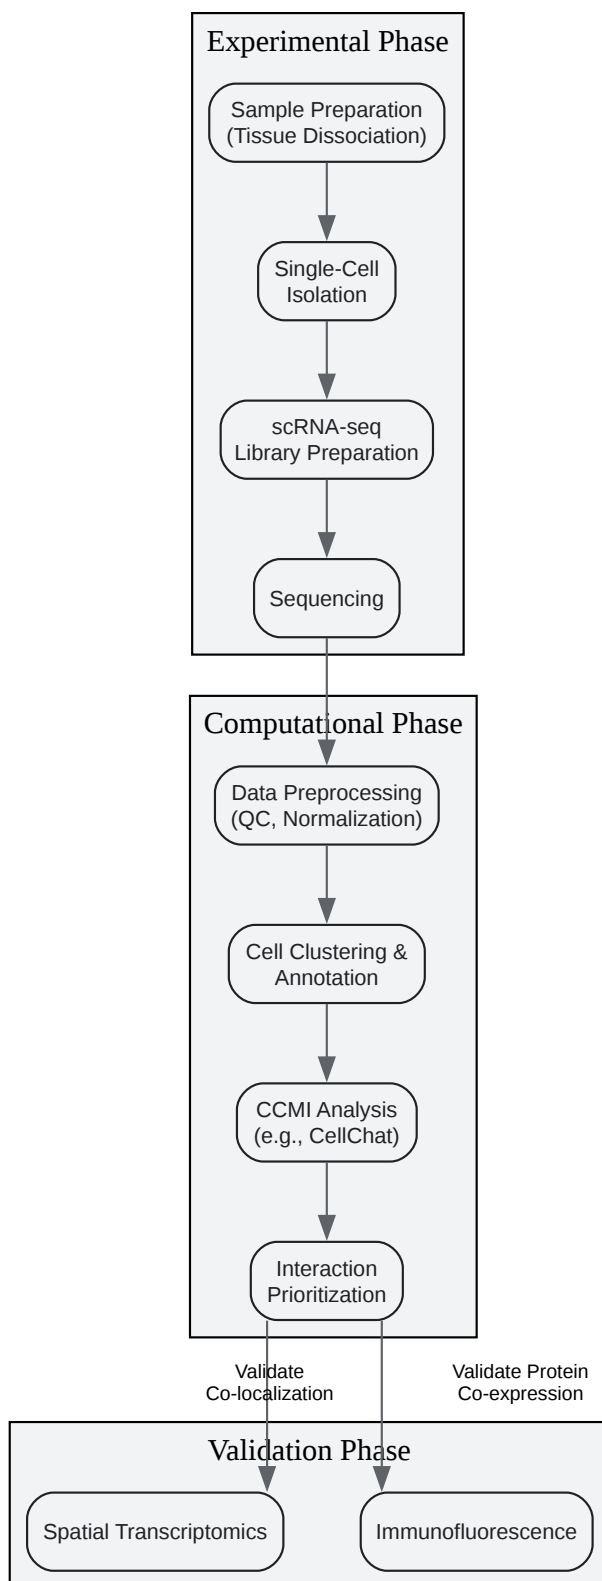 Experimental Phase
Sample Preparation
(Tissue Dissociation)
Single-Cell
Isolation
scRNA-seq
Library Preparation
Sequencing
Computational Phase
Data Preprocessing
(QC, Normalization)
Cell Clustering &
Annotation
CCMI Analysis
(e.g., CellChat)
Interaction
Prioritization
Validate
Co-localization
Validate Protein
Co-expression
Validation Phase
Spatial Transcriptomics
Immunofluorescence